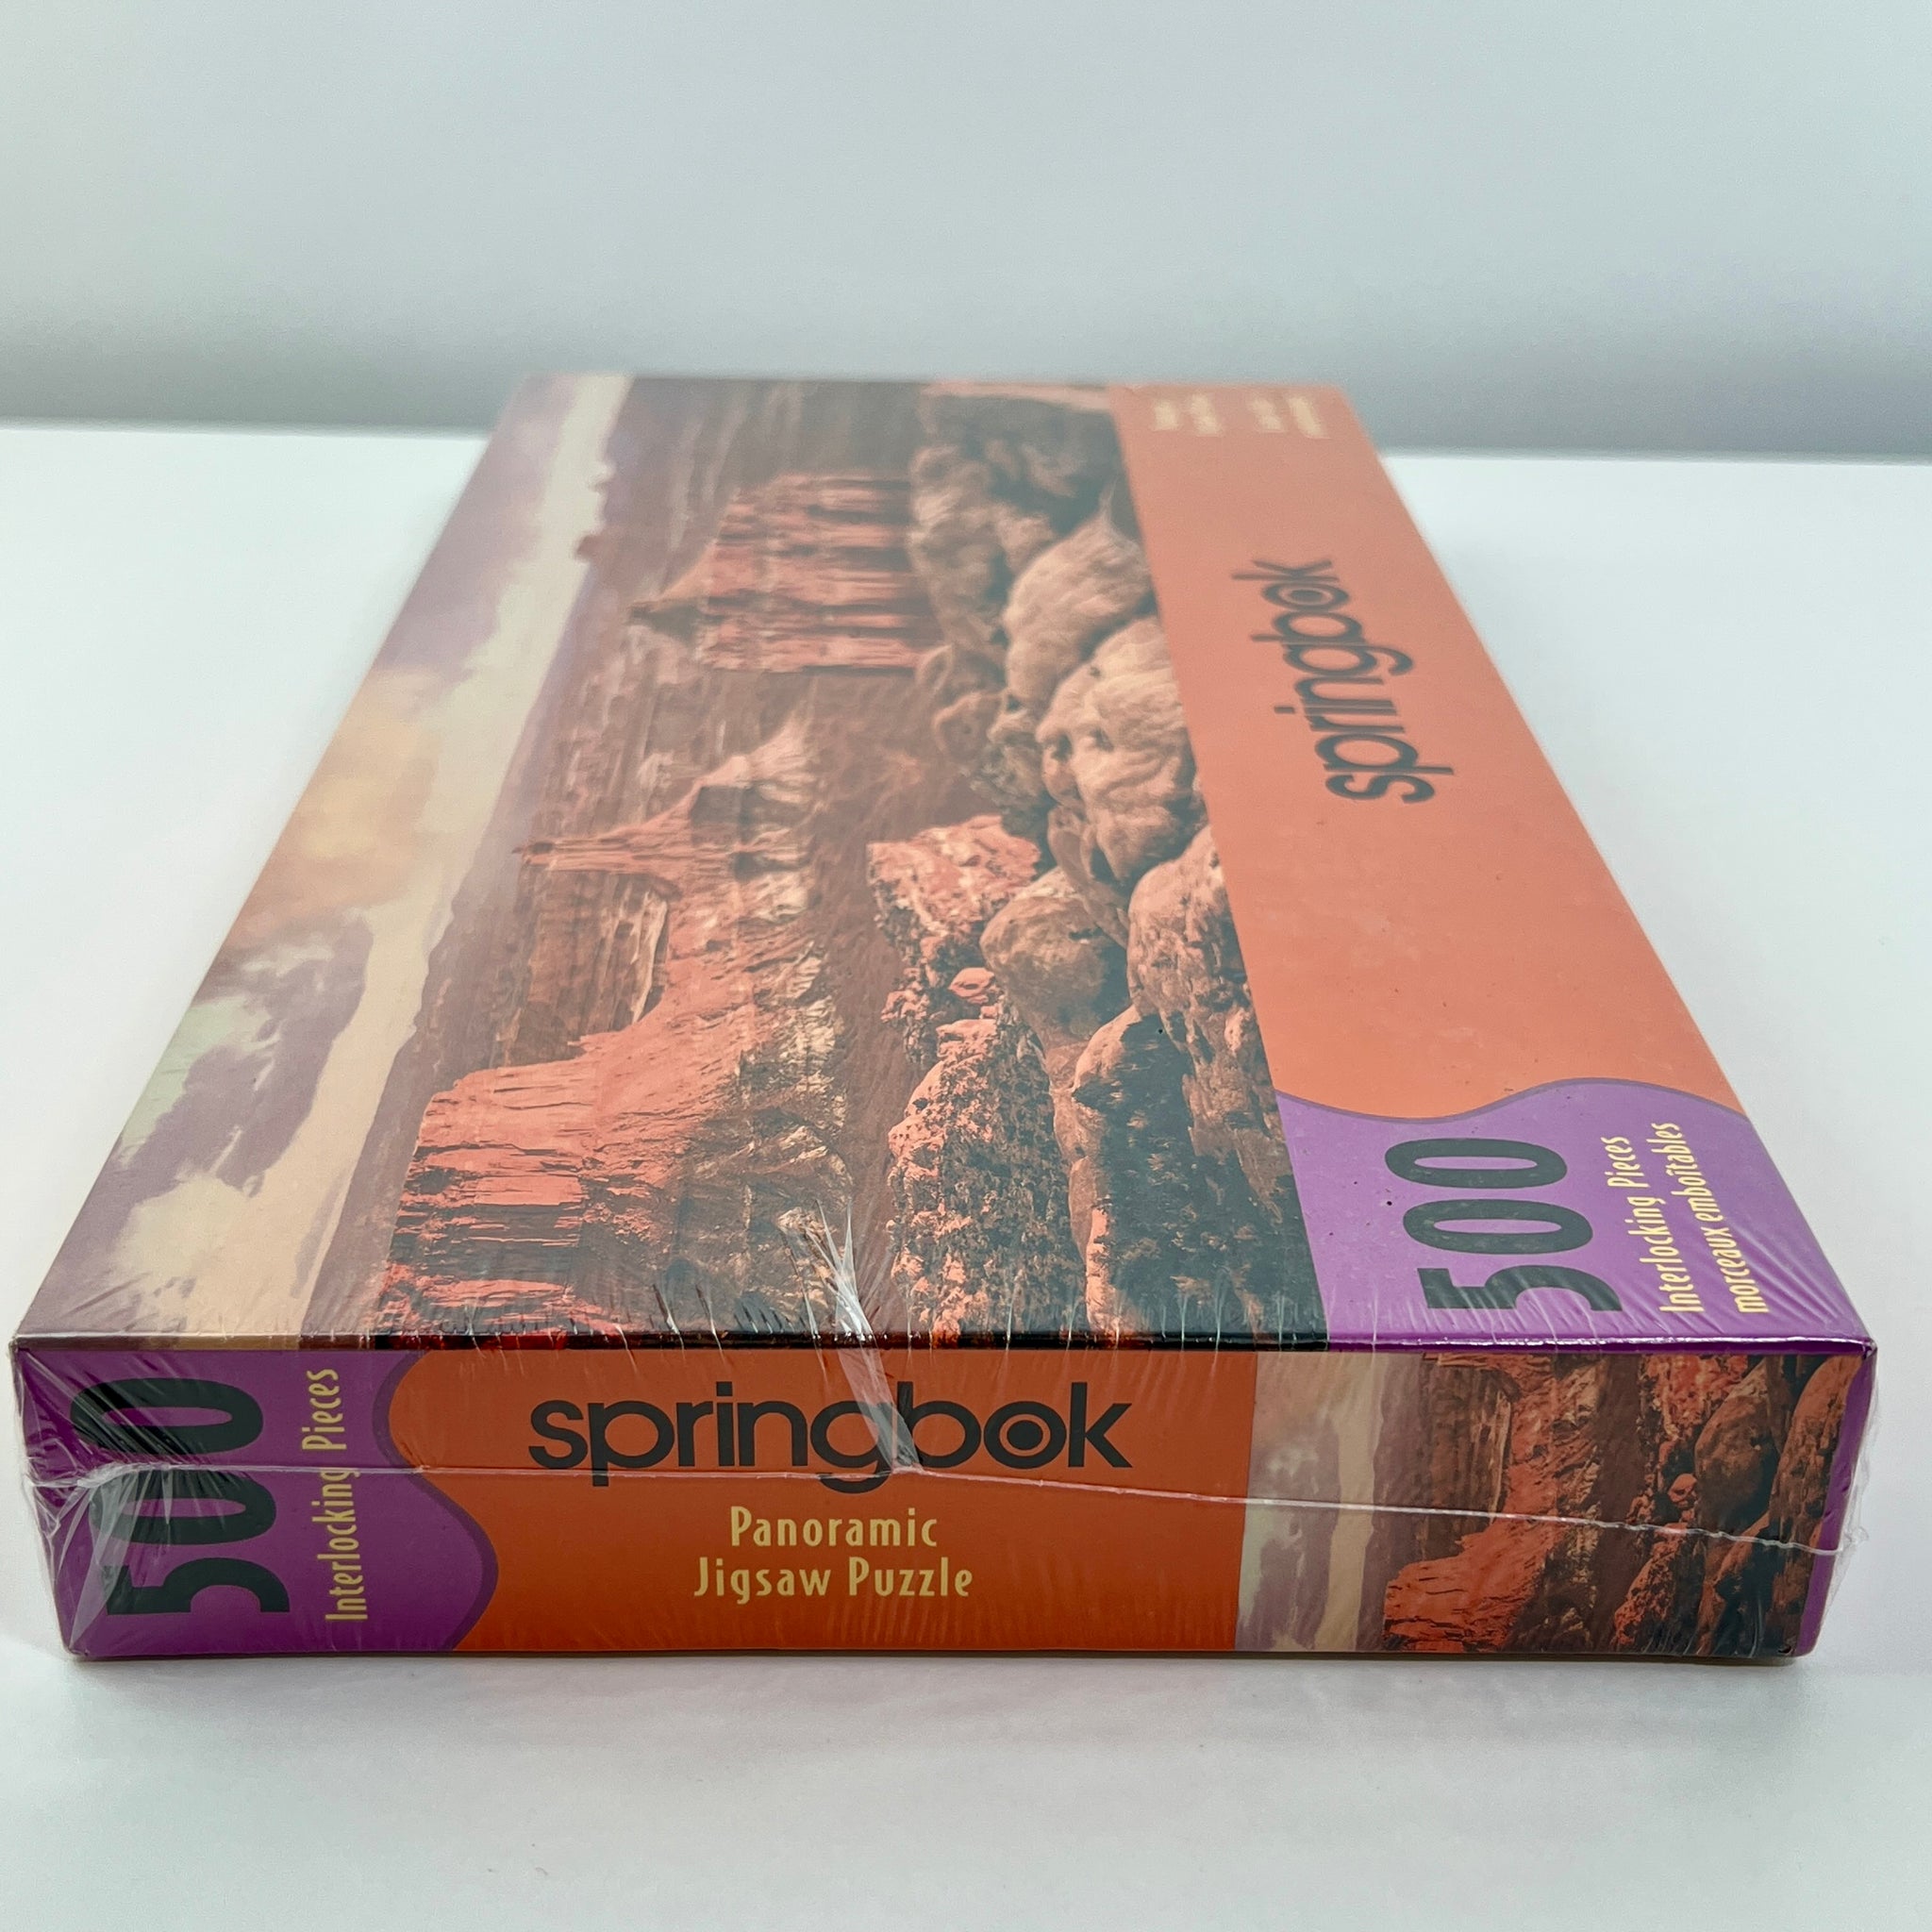 springbok
500
Interlocking Pieces
morceaux emboîtables
500
Interlocking Pieces
springbok
Panoramic
Jigsaw Puzzle